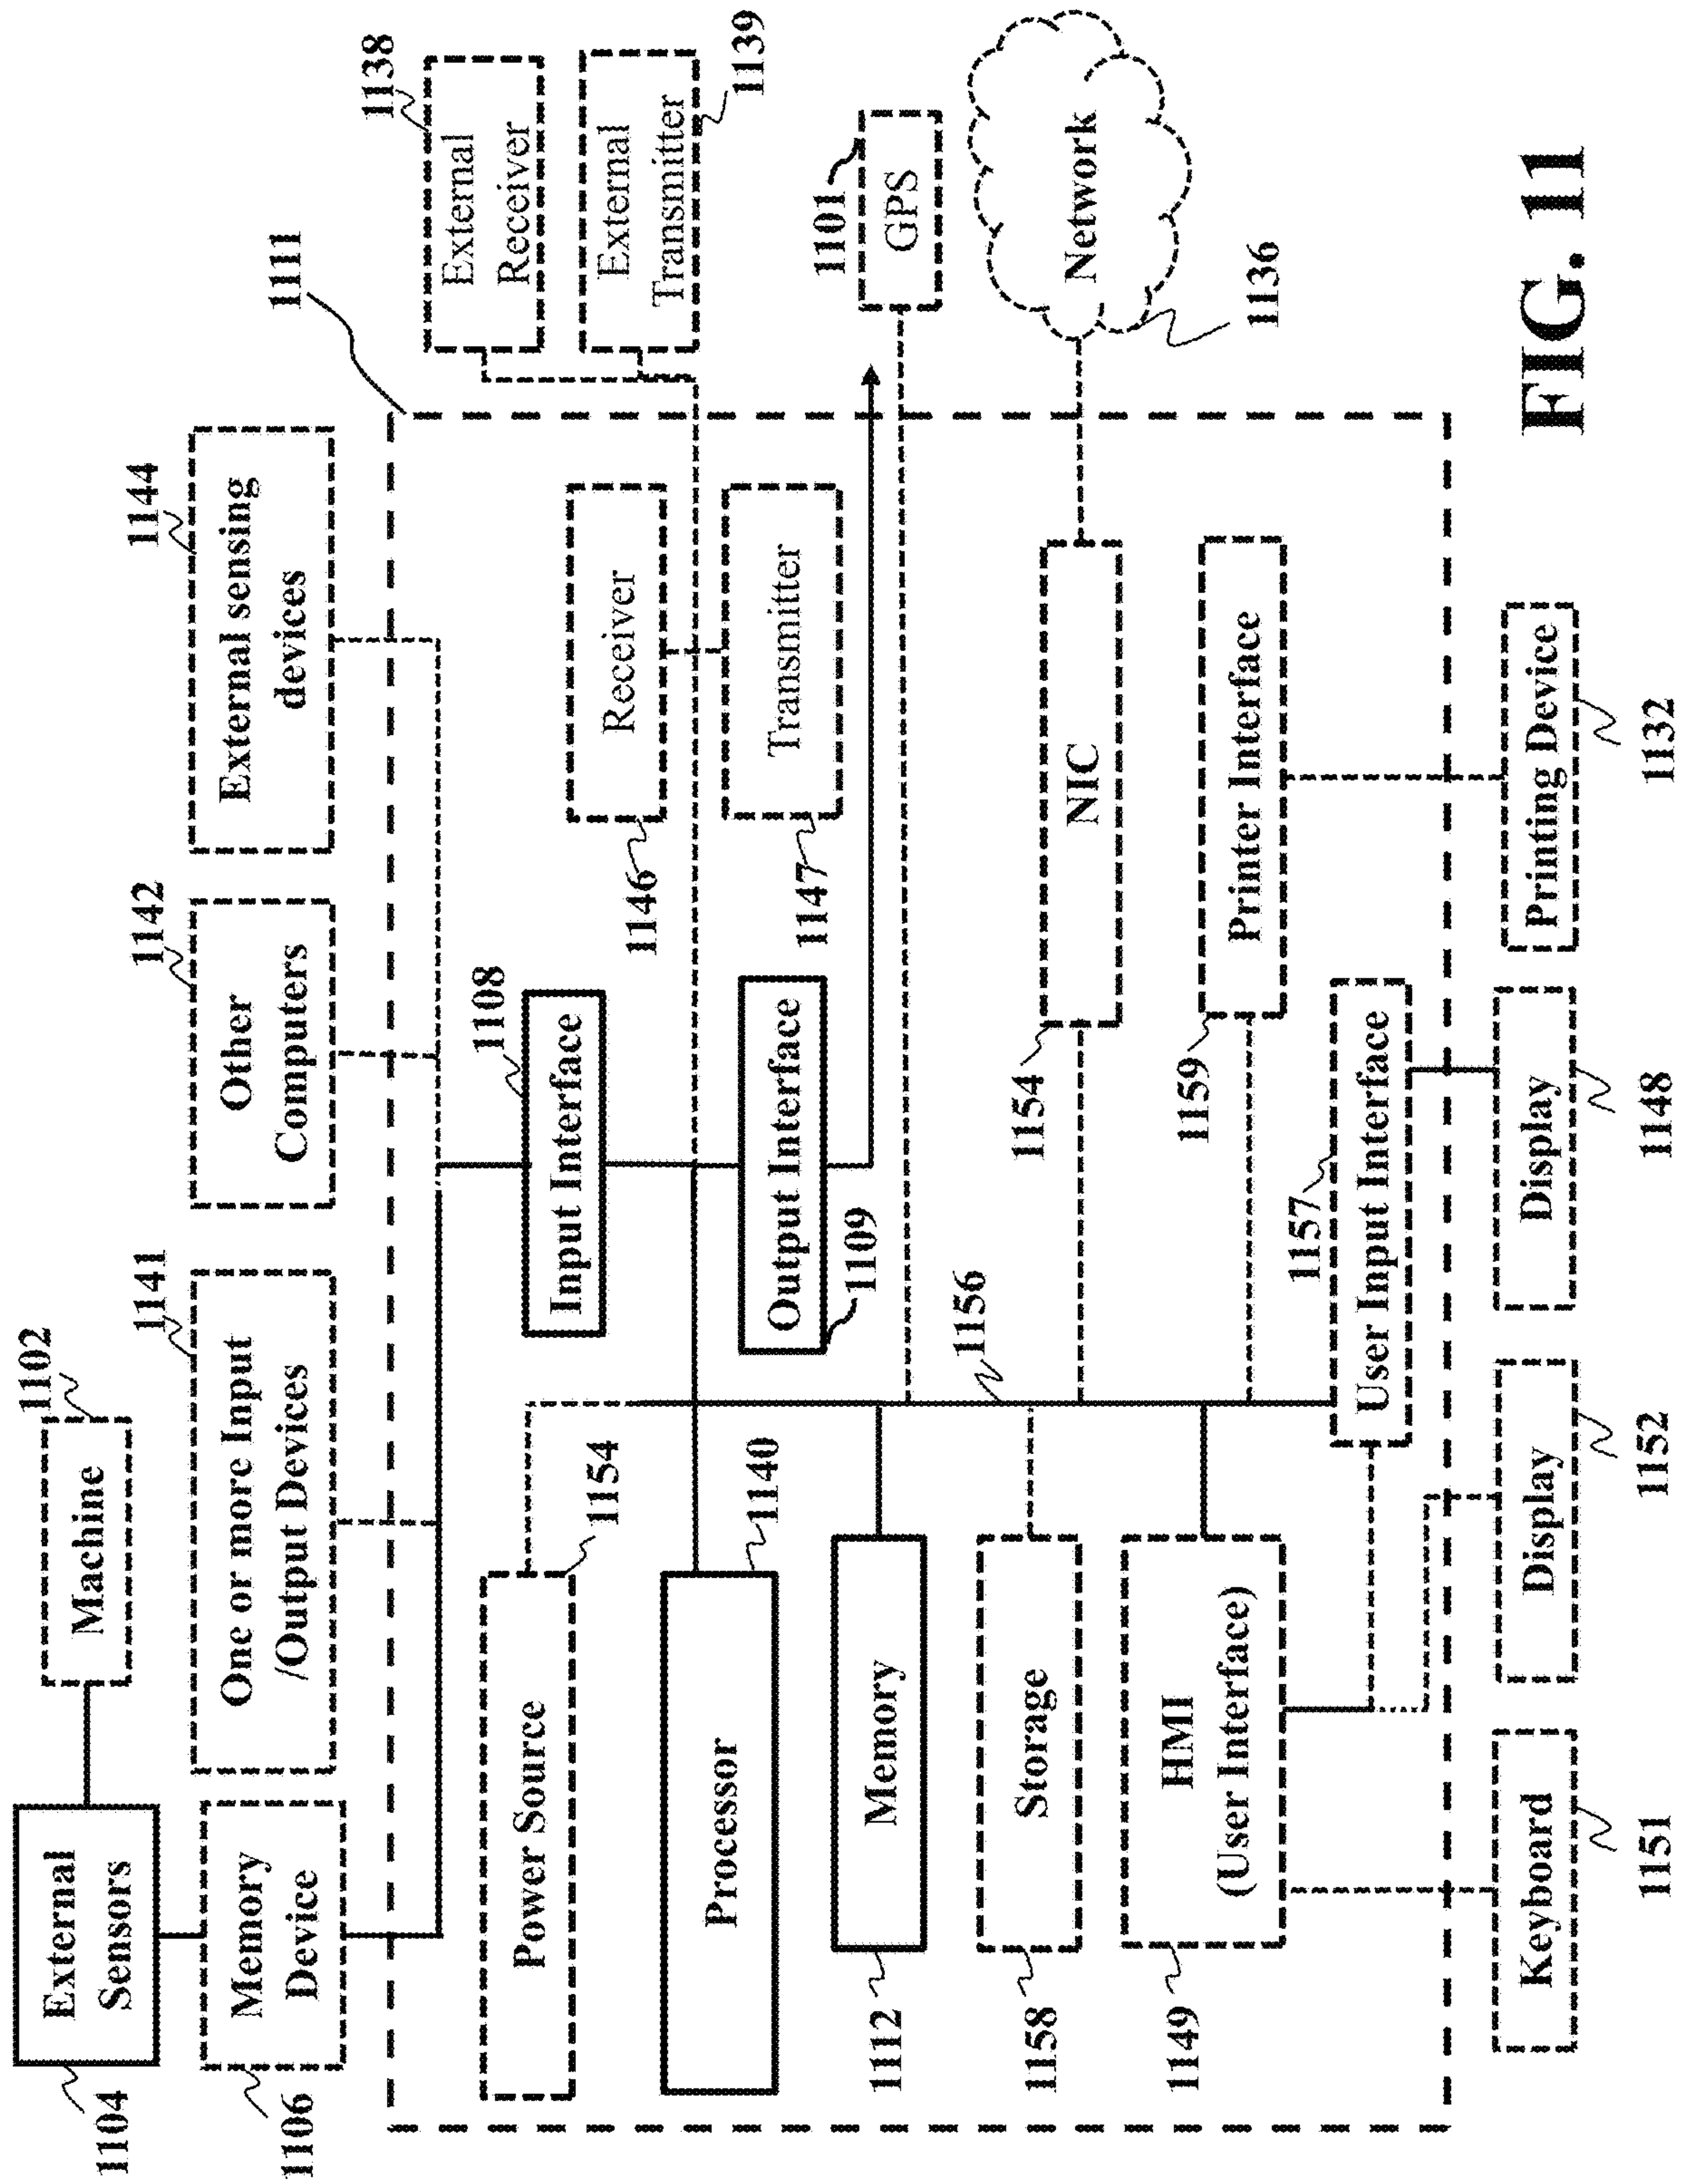 1102
Machine
1104
External
Sensors
1106
Memory
Device
1141
One or more Input
/Output Devices
1142
Other
Computers
1144
External sensing
devices
1111
1138
External
Receiver
External
Transmitter
1139
1154
Power Source
1108
Input Interface
Receiver
1146
1140
Processor
Output Interface
1109
Transmitter
1147
1101
GPS
1112
Memory
1156
1158
Storage
1154
NIC
Network
1136
1149
HMI
(User Interface)
1159
Printer Interface
1157
User Input Interface
Keyboard
1151
Display
1152
Display
1148
Printing Device
1132
FIG. 11